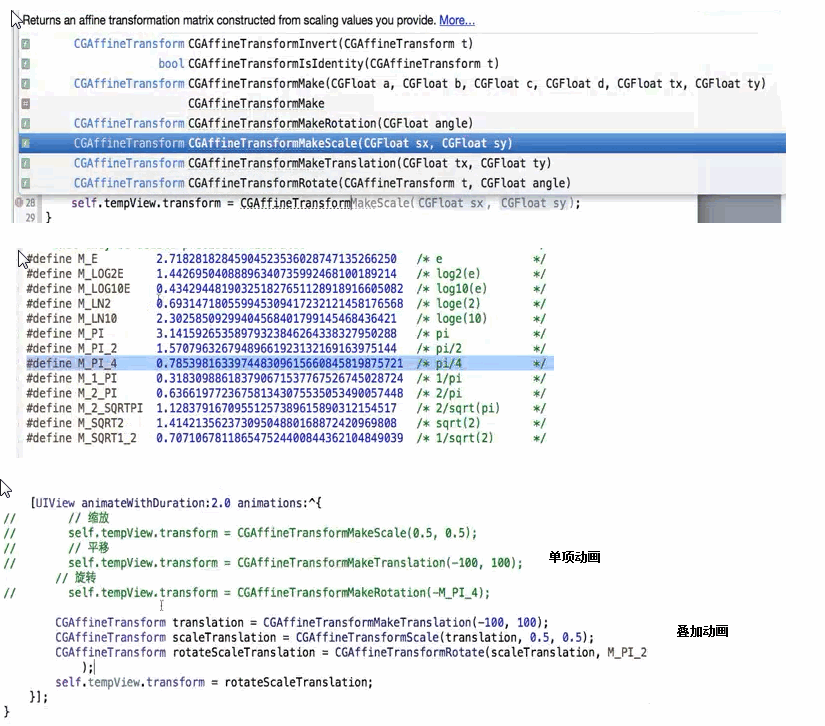 Returns an affine transformation matrix constructed from scaling values you provide. More...
CGAffineTransform CGAffineTransformInvert(CGAffineTransform t)
bool CGAffineTransformIsIdentity(CGAffineTransform t)
CGAffineTransform CGAffineTransformMake(CGFloat a, CGFloat b, CGFloat c, CGFloat d, CGFloat tx, CGFloat ty)
CGAffineTransformMake
CGAffineTransform CGAffineTransformMakeRotation(CGFloat angle)
CGAffineTransform CGAffineTransformMakeScale(CGFloat sx, CGFloat sy)
CGAffineTransform CGAffineTransformMakeTranslation(CGFloat tx, CGFloat ty)
CGAffineTransform CGAffineTransformRotate(CGAffineTransform t, CGFloat angle)
28 self.tempView.transform = CGAffineTransformMakeScale(CGFloat sx, CGFloat sy);
29 }
#define M_E 2.71828182845904523536028747135266250 /* e */
#define M_LOG2E 1.44269504088896340735992468100189214 /* log2(e) */
#define M_LOG10E 0.434294481903251827651128918916605082 /* log10(e) */
#define M_LN2 0.693147180559945309417232121458176568 /* loge(2) */
#define M_LN10 2.30258509299404568401799145468436421 /* loge(10) */
#define M_PI 3.14159265358979323846264338327950288 /* pi */
#define M_PI_2 1.57079632679489661923132169163975144 /* pi/2 */
#define M_PI_4 0.785398163397448309615660845819875721 /* pi/4 */
#define M_1_PI 0.318309886183790671537767526745028724 /* 1/pi */
#define M_2_PI 0.636619772367581343075535053490057448 /* 2/pi */
#define M_2_SQRTPI 1.12837916709551257389615890312154517 /* 2/sqrt(pi) */
#define M_SQRT2 1.41421356237309504880168872420969808 /* sqrt(2) */
#define M_SQRT1_2 0.707106781186547524400844362104849039 /* 1/sqrt(2) */
[UIView animateWithDuration:2.0 animations:^{
// // 缩放
// self.tempView.transform = CGAffineTransformMakeScale(0.5, 0.5);
// // 平移
// self.tempView.transform = CGAffineTransformMakeTranslation(-100, 100);
单项动画
// 旋转
// self.tempView.transform = CGAffineTransformMakeRotation(-M_PI_4);
CGAffineTransform translation = CGAffineTransformMakeTranslation(-100, 100);
CGAffineTransform scaleTranslation = CGAffineTransformScale(translation, 0.5, 0.5);
叠加动画
CGAffineTransform rotateScaleTranslation = CGAffineTransformRotate(scaleTranslation, M_PI_2
);
self.tempView.transform = rotateScaleTranslation;
}];
}